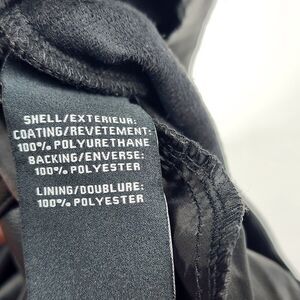 SHELL/EXTERIEUR:
COATING/REVETEMENT:
100% POLYURETHANE
BACKING/ENVERSE:
100% POLYESTER
LINING/DOUBLURE:
100% POLYESTER